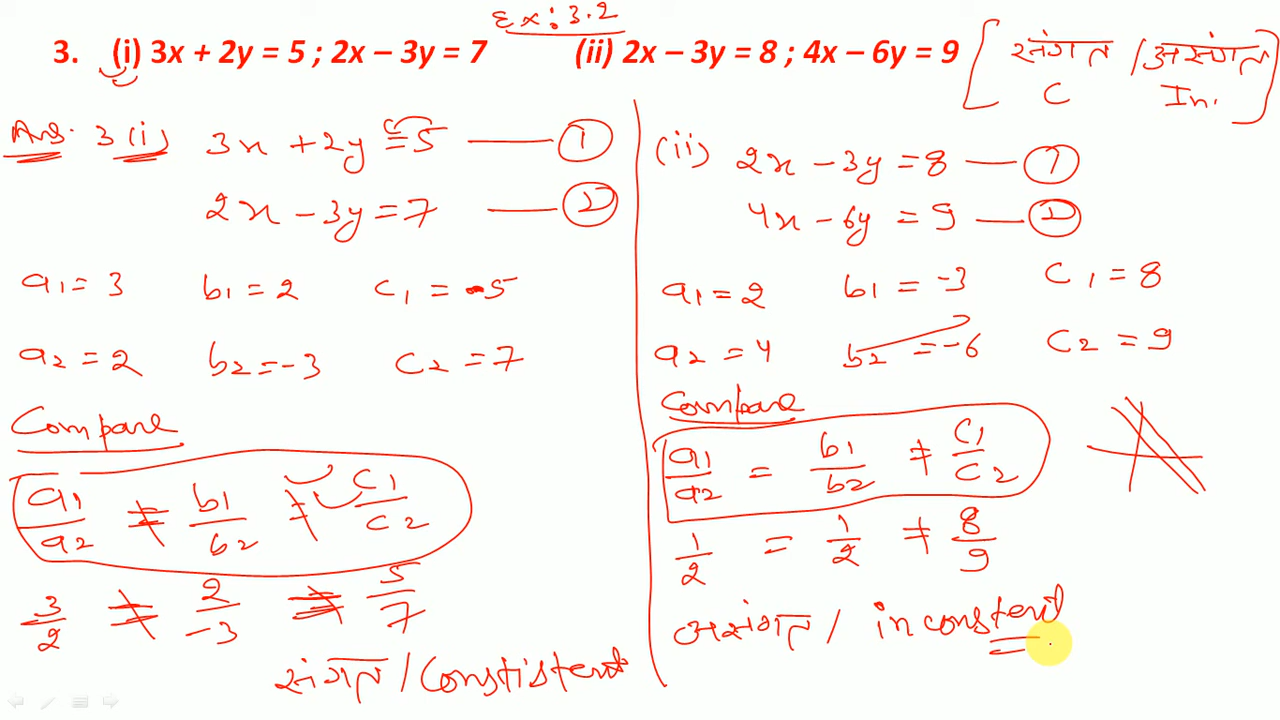 Ex: 3.2
3. (i) 3x + 2y = 5 ; 2x – 3y = 7 (ii) 2x – 3y = 8 ; 4x – 6y = 9 [संगत / असंगत]
C In.
Ans. 3 (i) 3x + 2y = 5 — ①
2x - 3y = 7 — ②
a1 = 3 b1 = 2 c1 = -5
a2 = 2 b2 = -3 c2 = 7
Compare
a1/a2 ≠ b1/b2 ≠ c1/c2
3/2 ≠ 2/-3 ≠ 5/7
संगत / Constistent
(ii) 2x - 3y = 8 — ①
4x - 6y = 9 — ②
a1 = 2 b1 = -3 c1 = 8
a2 = 4 b2 = -6 c2 = 9
Compare
a1/a2 = b1/b2 ≠ c1/c2
1/2 = 1/2 ≠ 8/9
असंगत / inconstent